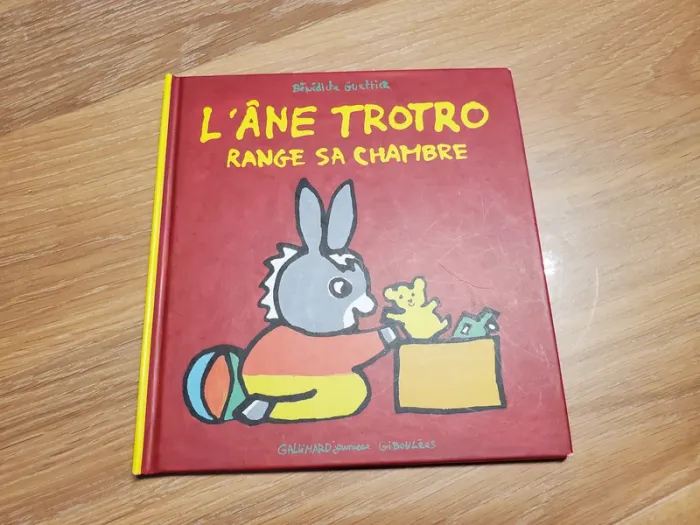 Bénédicte Guettier
L'ÂNE TROTRO
RANGE SA CHAMBRE
GALLIMARD jeunesse GIBOULÉES